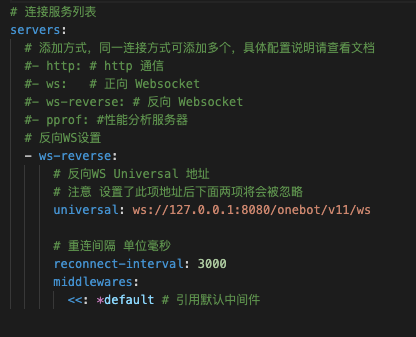 # 连接服务列表
servers:
# 添加方式，同一连接方式可添加多个，具体配置说明请查看文档
#- http: # http 通信
#- ws:   # 正向 Websocket
#- ws-reverse: # 反向 Websocket
#- pprof: #性能分析服务器
# 反向WS设置
- ws-reverse:
# 反向WS Universal 地址
# 注意 设置了此项地址后下面两项将会被忽略
universal: ws://127.0.0.1:8080/onebot/v11/ws
# 重连间隔 单位毫秒
reconnect-interval: 3000
middlewares:
<<: *default # 引用默认中间件